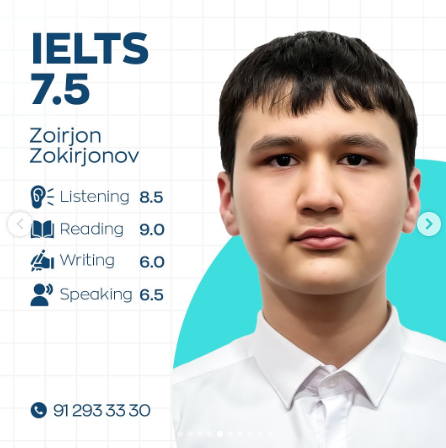 IELTS
7.5
Zoirjon
Zokirjonov
Listening 8.5
Reading 9.0
Writing 6.0
Speaking 6.5
91 293 33 30